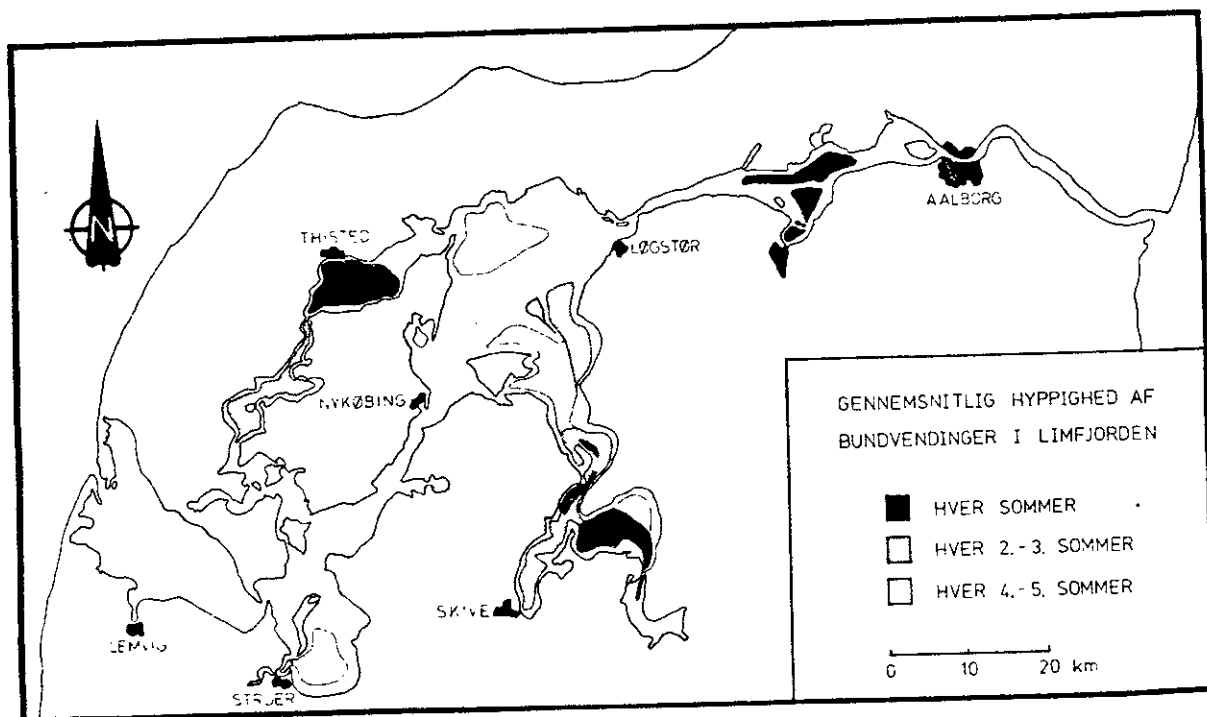 N
THISTED
AALBORG
LØGSTØR
NYKØBING
SKIVE
LEMVIG
STRUER
GENNEMSNITLIG HYPPIGHED AF
BUNDVENDINGER I LIMFJORDEN
HVER SOMMER
HVER 2.-3. SOMMER
HVER 4.-5. SOMMER
0 10 20 km